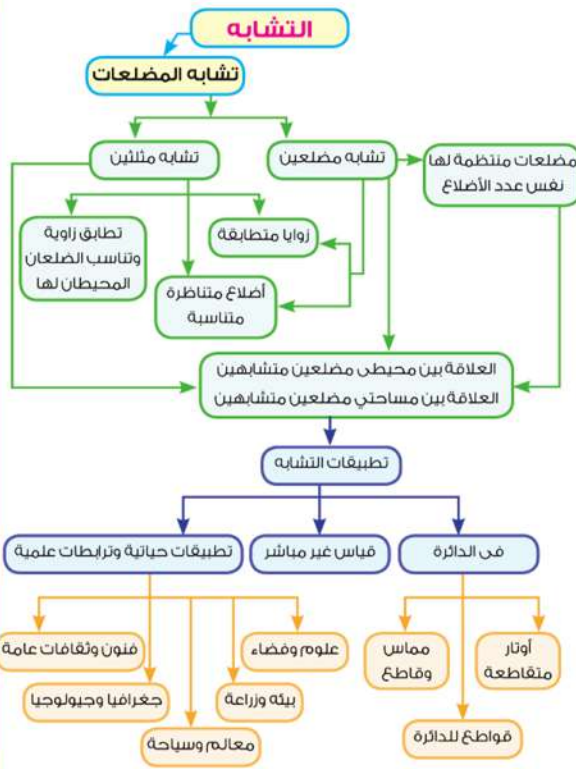 التشابه
تشابه المضلعات
مضلعات منتظمة لها
نفس عدد الأضلاع
تشابه مضلعين
تشابه مثلثين
زوايا متطابقة
تطابق زاوية
وتناسب الضلعان
المحيطان لها
أضلاع متناظرة
متناسبة
العلاقة بين محيطى مضلعين متشابهين
العلاقة بين مساحتي مضلعين متشابهين
تطبيقات التشابه
فى الدائرة
قياس غير مباشر
تطبيقات حياتية وترابطات علمية
أوتار
متقاطعة
مماس
وقاطع
علوم وفضاء
فنون وثقافات عامة
بيئه وزراعة
جغرافيا وجيولوجيا
قواطع للدائرة
معالم وسياحة